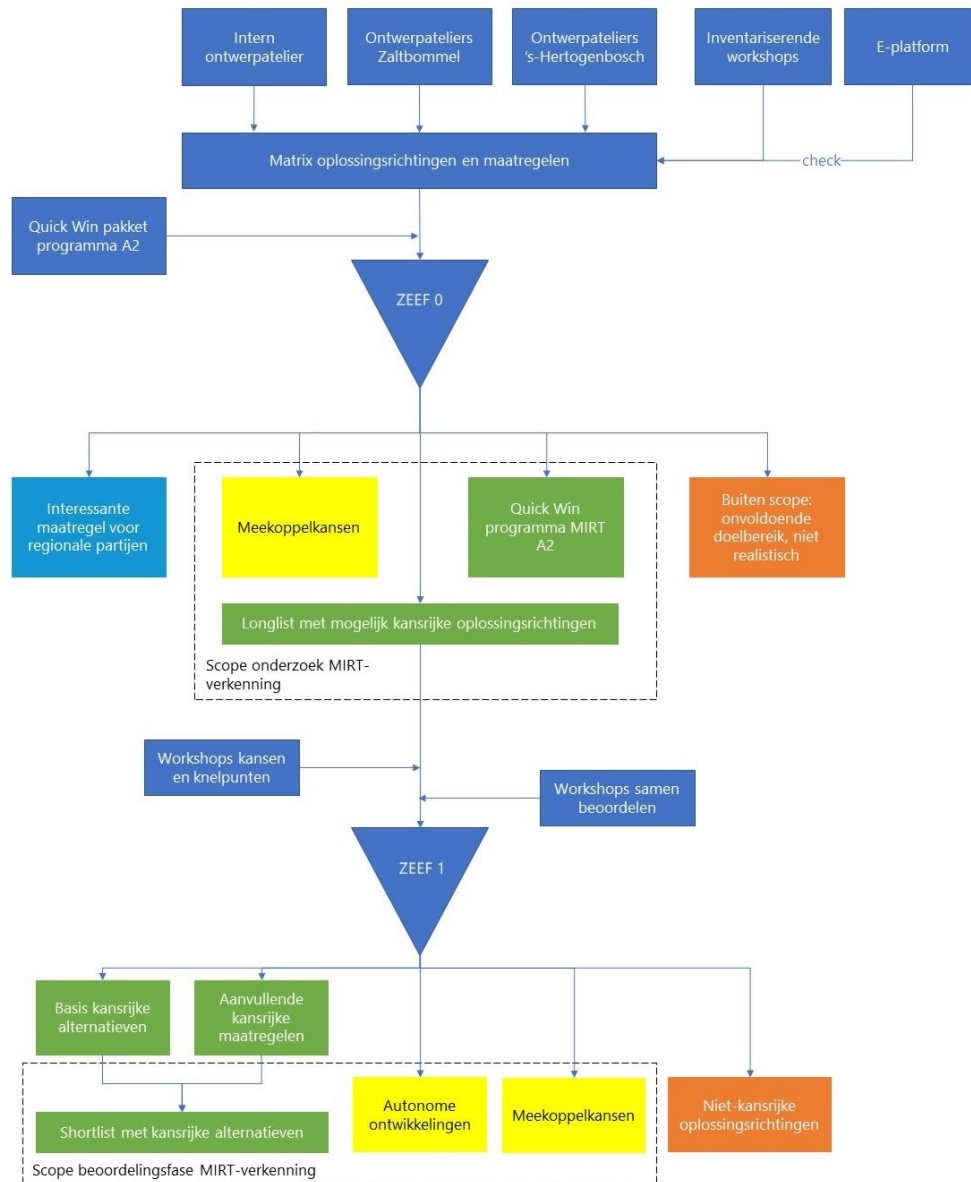 Intern
ontwerpatelier
Ontwerpateliers
Zaltbommel
Ontwerpateliers
‘s-Hertogenbosch
Inventariserende
workshops
E-platform
Matrix oplossingsrichtingen en maatregelen
check
Quick Win pakket
programma A2
ZEEF 0
Interessante
maatregel voor
regionale partijen
Meekoppelkansen
Quick Win
programma MIRT
A2
Buiten scope:
onvoldoende
doelbereik, niet
realistisch
Longlist met mogelijk kansrijke oplossingsrichtingen
Scope onderzoek MIRT-
verkenning
Workshops kansen
en knelpunten
Workshops samen
beoordelen
ZEEF 1
Basis kansrijke
alternatieven
Aanvullende
kansrijke
maatregelen
Shortlist met kansrijke alternatieven
Autonome
ontwikkelingen
Meekoppelkansen
Niet-kansrijke
oplossingsrichtingen
Scope beoordelingsfase MIRT-verkenning